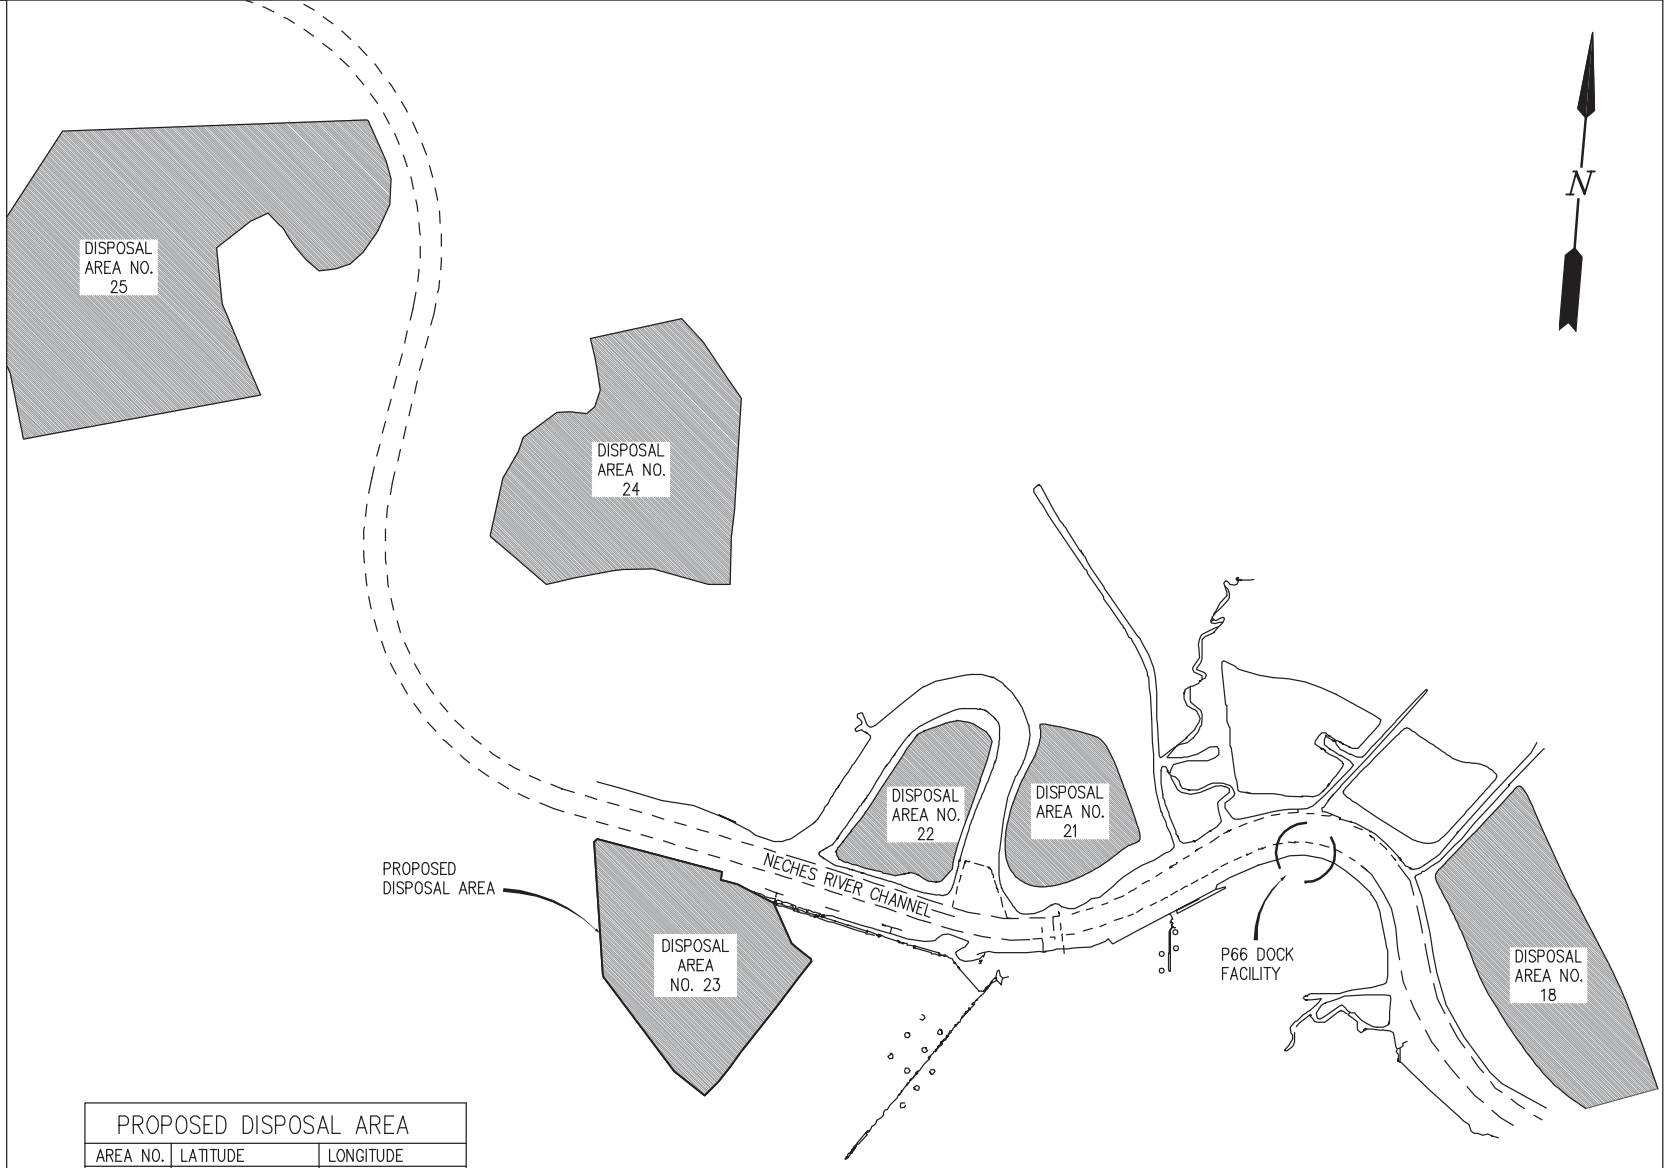 N
DISPOSAL
AREA NO.
25
DISPOSAL
AREA NO.
24
DISPOSAL
AREA NO.
22
DISPOSAL
AREA NO.
21
NECHES RIVER CHANNEL
PROPOSED
DISPOSAL AREA
DISPOSAL
AREA
NO. 23
P66 DOCK
FACILITY
DISPOSAL
AREA NO.
18
PROPOSED DISPOSAL AREA
AREA NO. LATITUDE LONGITUDE